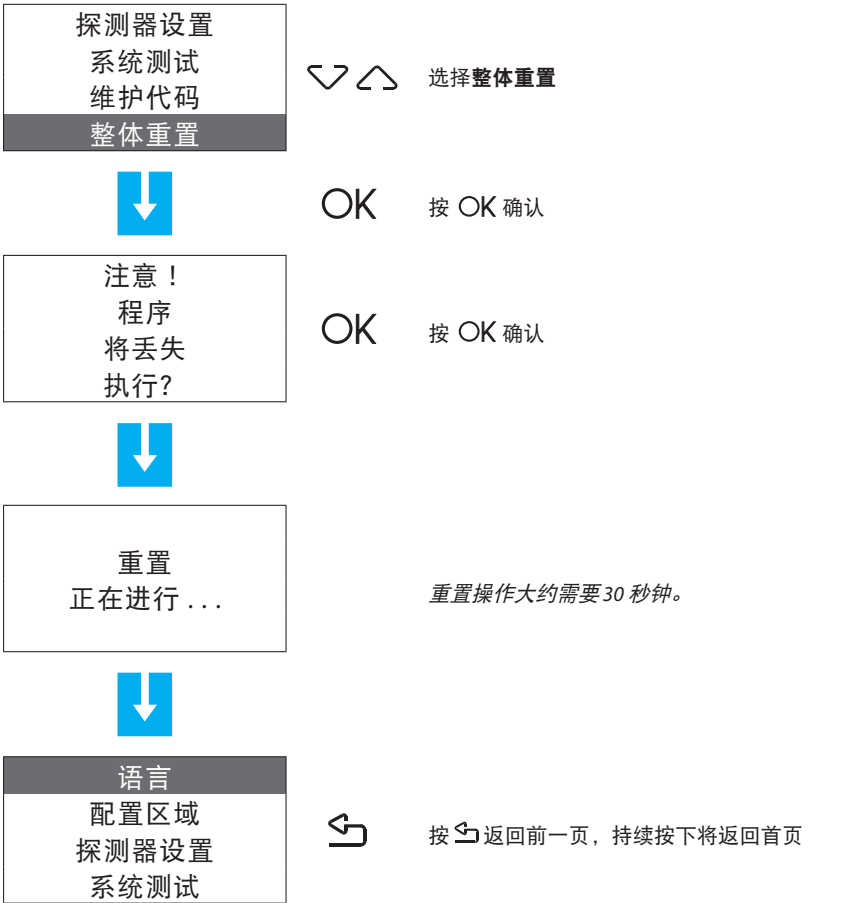 探测器设置
系统测试
维护代码
整体重置
选择整体重置
OK
按 OK 确认
注意！
程序
将丢失
执行?
OK
按 OK 确认
重置
正在进行 . . .
重置操作大约需要 30 秒钟。
语言
配置区域
探测器设置
系统测试
按 返回前一页，持续按下将返回首页